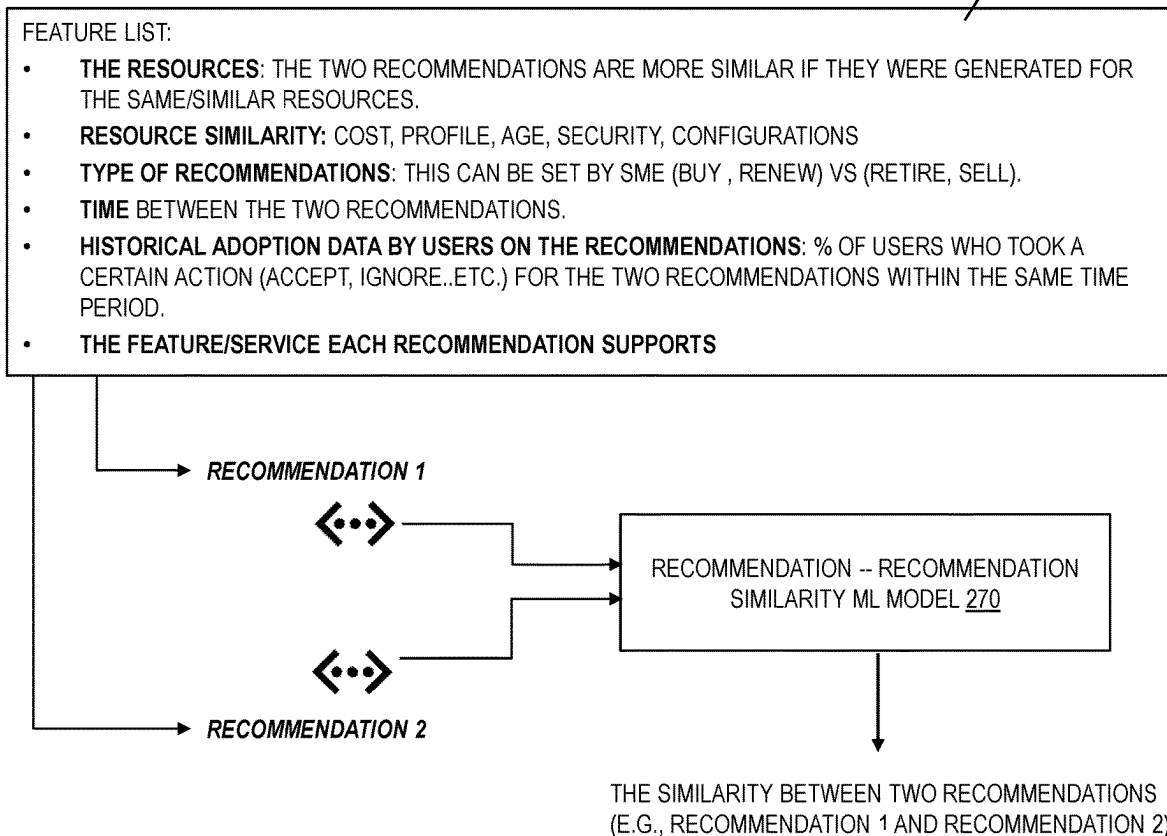 FEATURE LIST:
• THE RESOURCES: THE TWO RECOMMENDATIONS ARE MORE SIMILAR IF THEY WERE GENERATED FOR
THE SAME/SIMILAR RESOURCES.
• RESOURCE SIMILARITY: COST, PROFILE, AGE, SECURITY, CONFIGURATIONS
• TYPE OF RECOMMENDATIONS: THIS CAN BE SET BY SME (BUY , RENEW) VS (RETIRE, SELL).
• TIME BETWEEN THE TWO RECOMMENDATIONS.
• HISTORICAL ADOPTION DATA BY USERS ON THE RECOMMENDATIONS: % OF USERS WHO TOOK A
CERTAIN ACTION (ACCEPT, IGNORE..ETC.) FOR THE TWO RECOMMENDATIONS WITHIN THE SAME TIME
PERIOD.
• THE FEATURE/SERVICE EACH RECOMMENDATION SUPPORTS
RECOMMENDATION 1
RECOMMENDATION -- RECOMMENDATION
SIMILARITY ML MODEL 270
RECOMMENDATION 2
THE SIMILARITY BETWEEN TWO RECOMMENDATIONS
(E.G., RECOMMENDATION 1 AND RECOMMENDATION 2)